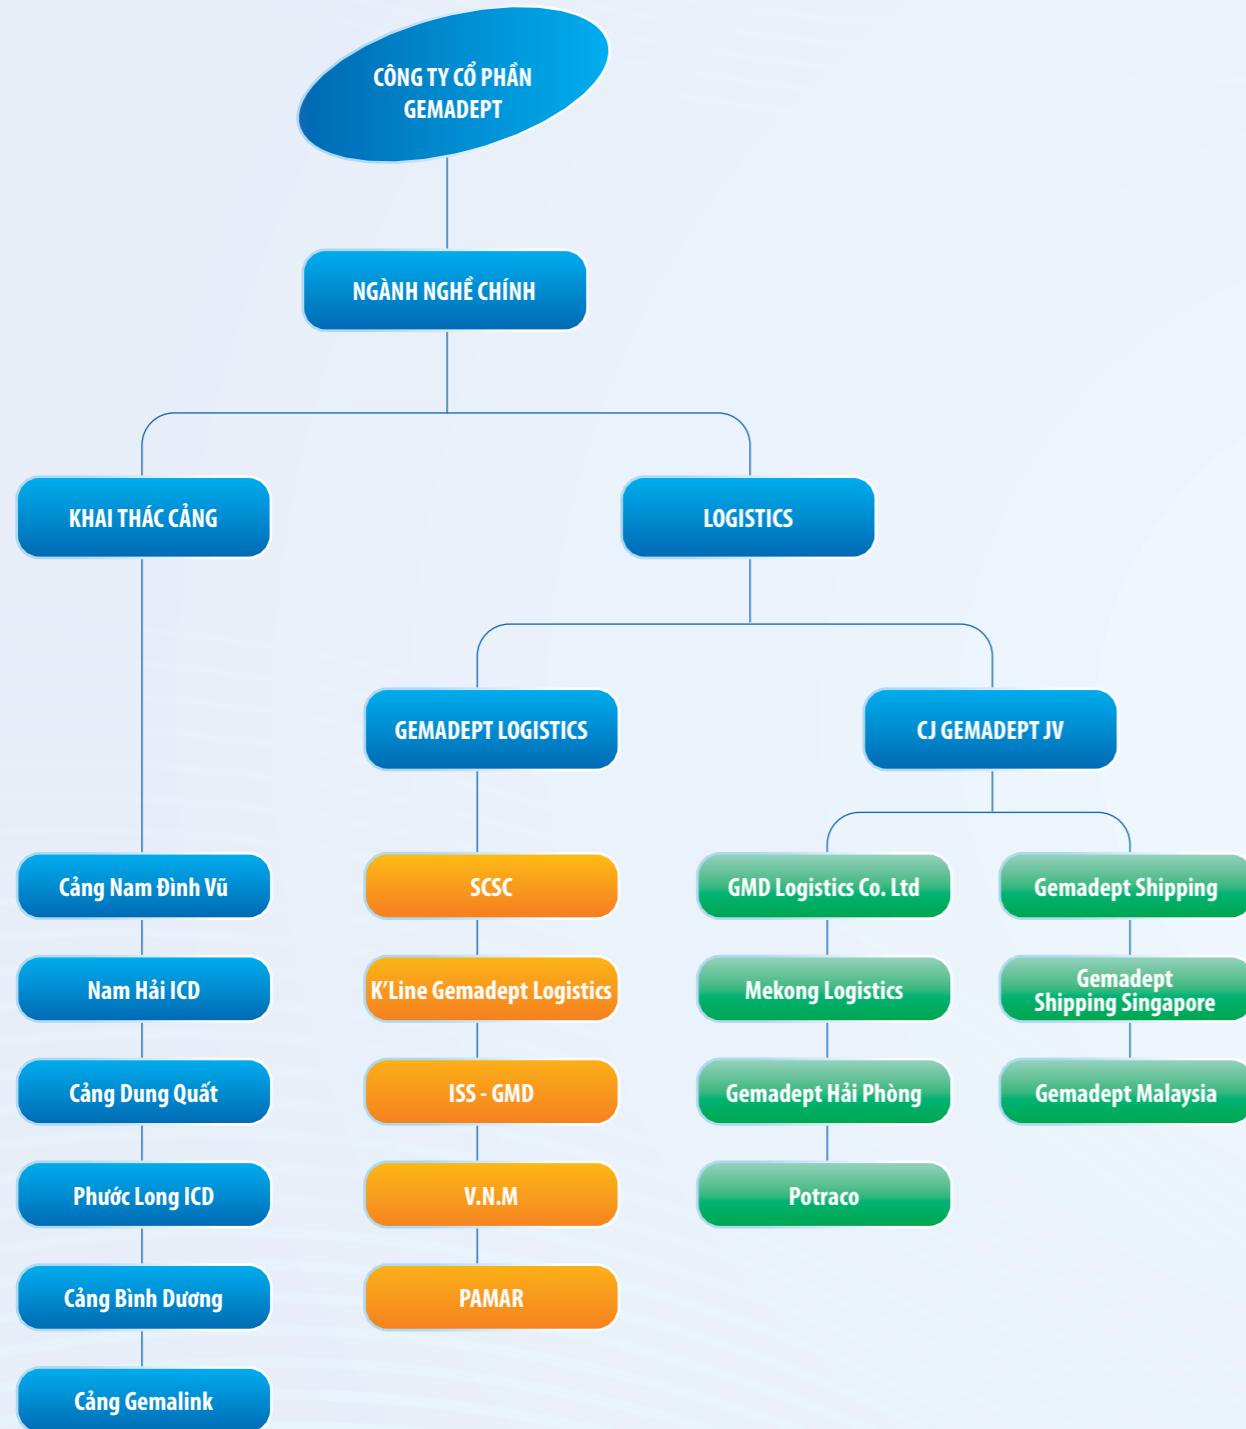 CÔNG TY CỔ PHẦN
GEMADEPT
NGÀNH NGHỀ CHÍNH
KHAI THÁC CẢNG
LOGISTICS
GEMADEPT LOGISTICS
CJ GEMADEPT JV
Cảng Nam Đình Vũ
Nam Hải ICD
Cảng Dung Quất
Phước Long ICD
Cảng Bình Dương
Cảng Gemalink
SCSC
K’Line Gemadept Logistics
ISS - GMD
V.N.M
PAMAR
GMD Logistics Co. Ltd
Mekong Logistics
Gemadept Hải Phòng
Potraco
Gemadept Shipping
Gemadept
Shipping Singapore
Gemadept Malaysia